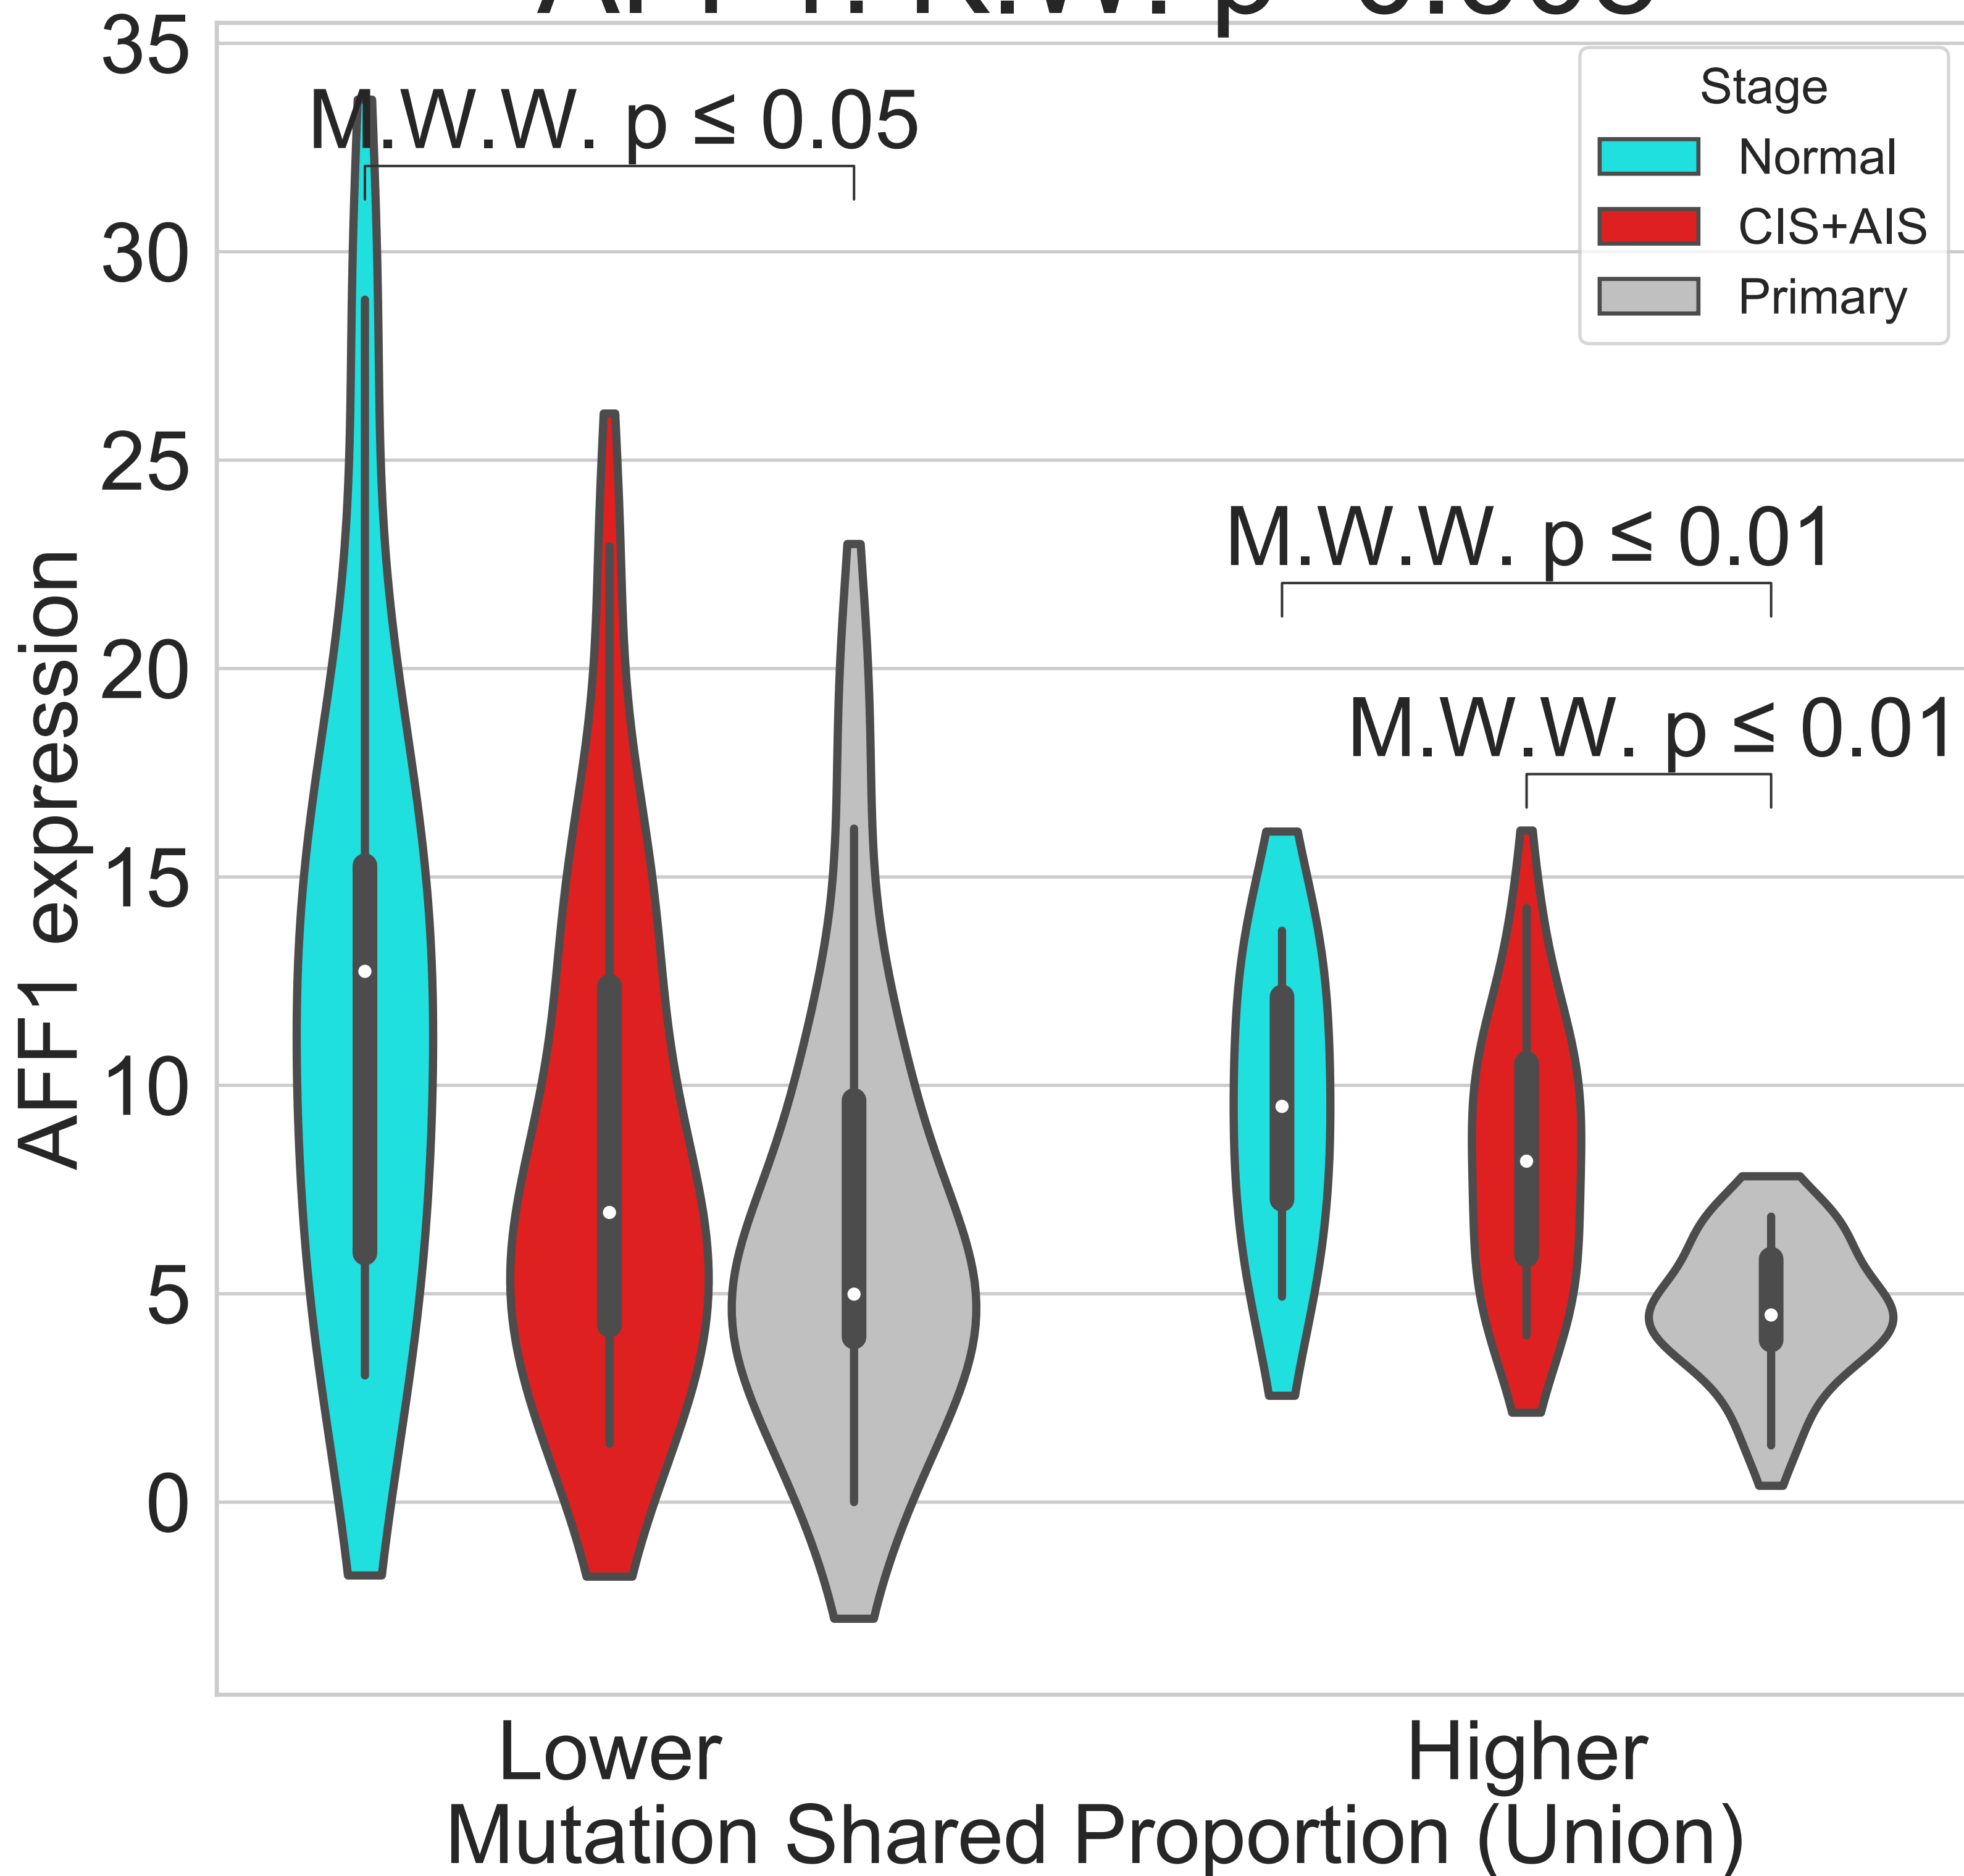 35
30
25
20
15
10
5
0
AFF1 expression
M.W.W. p ≤ 0.05
M.W.W. p ≤ 0.01
M.W.W. p ≤ 0.01
Stage
Normal
CIS+AIS
Primary
Lower
Higher
Mutation Shared Proportion (Union)